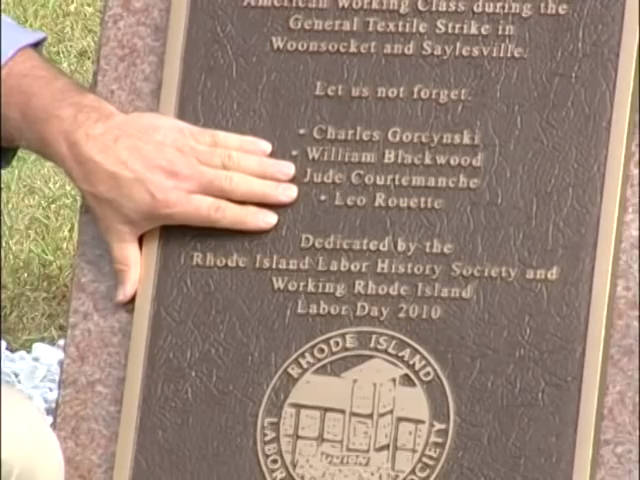 American Working Class during the
General Textile Strike in
Woonsocket and Saylesville.
Let us not forget.
- Charles Gorcynski
- William Blackwood
Jude Courtemanche
- Leo Rouette
Dedicated by the
Rhode Island Labor History Society and
Working Rhode Island
Labor Day 2010
RHODE ISLAND
LABOR
SOCIETY
UNION